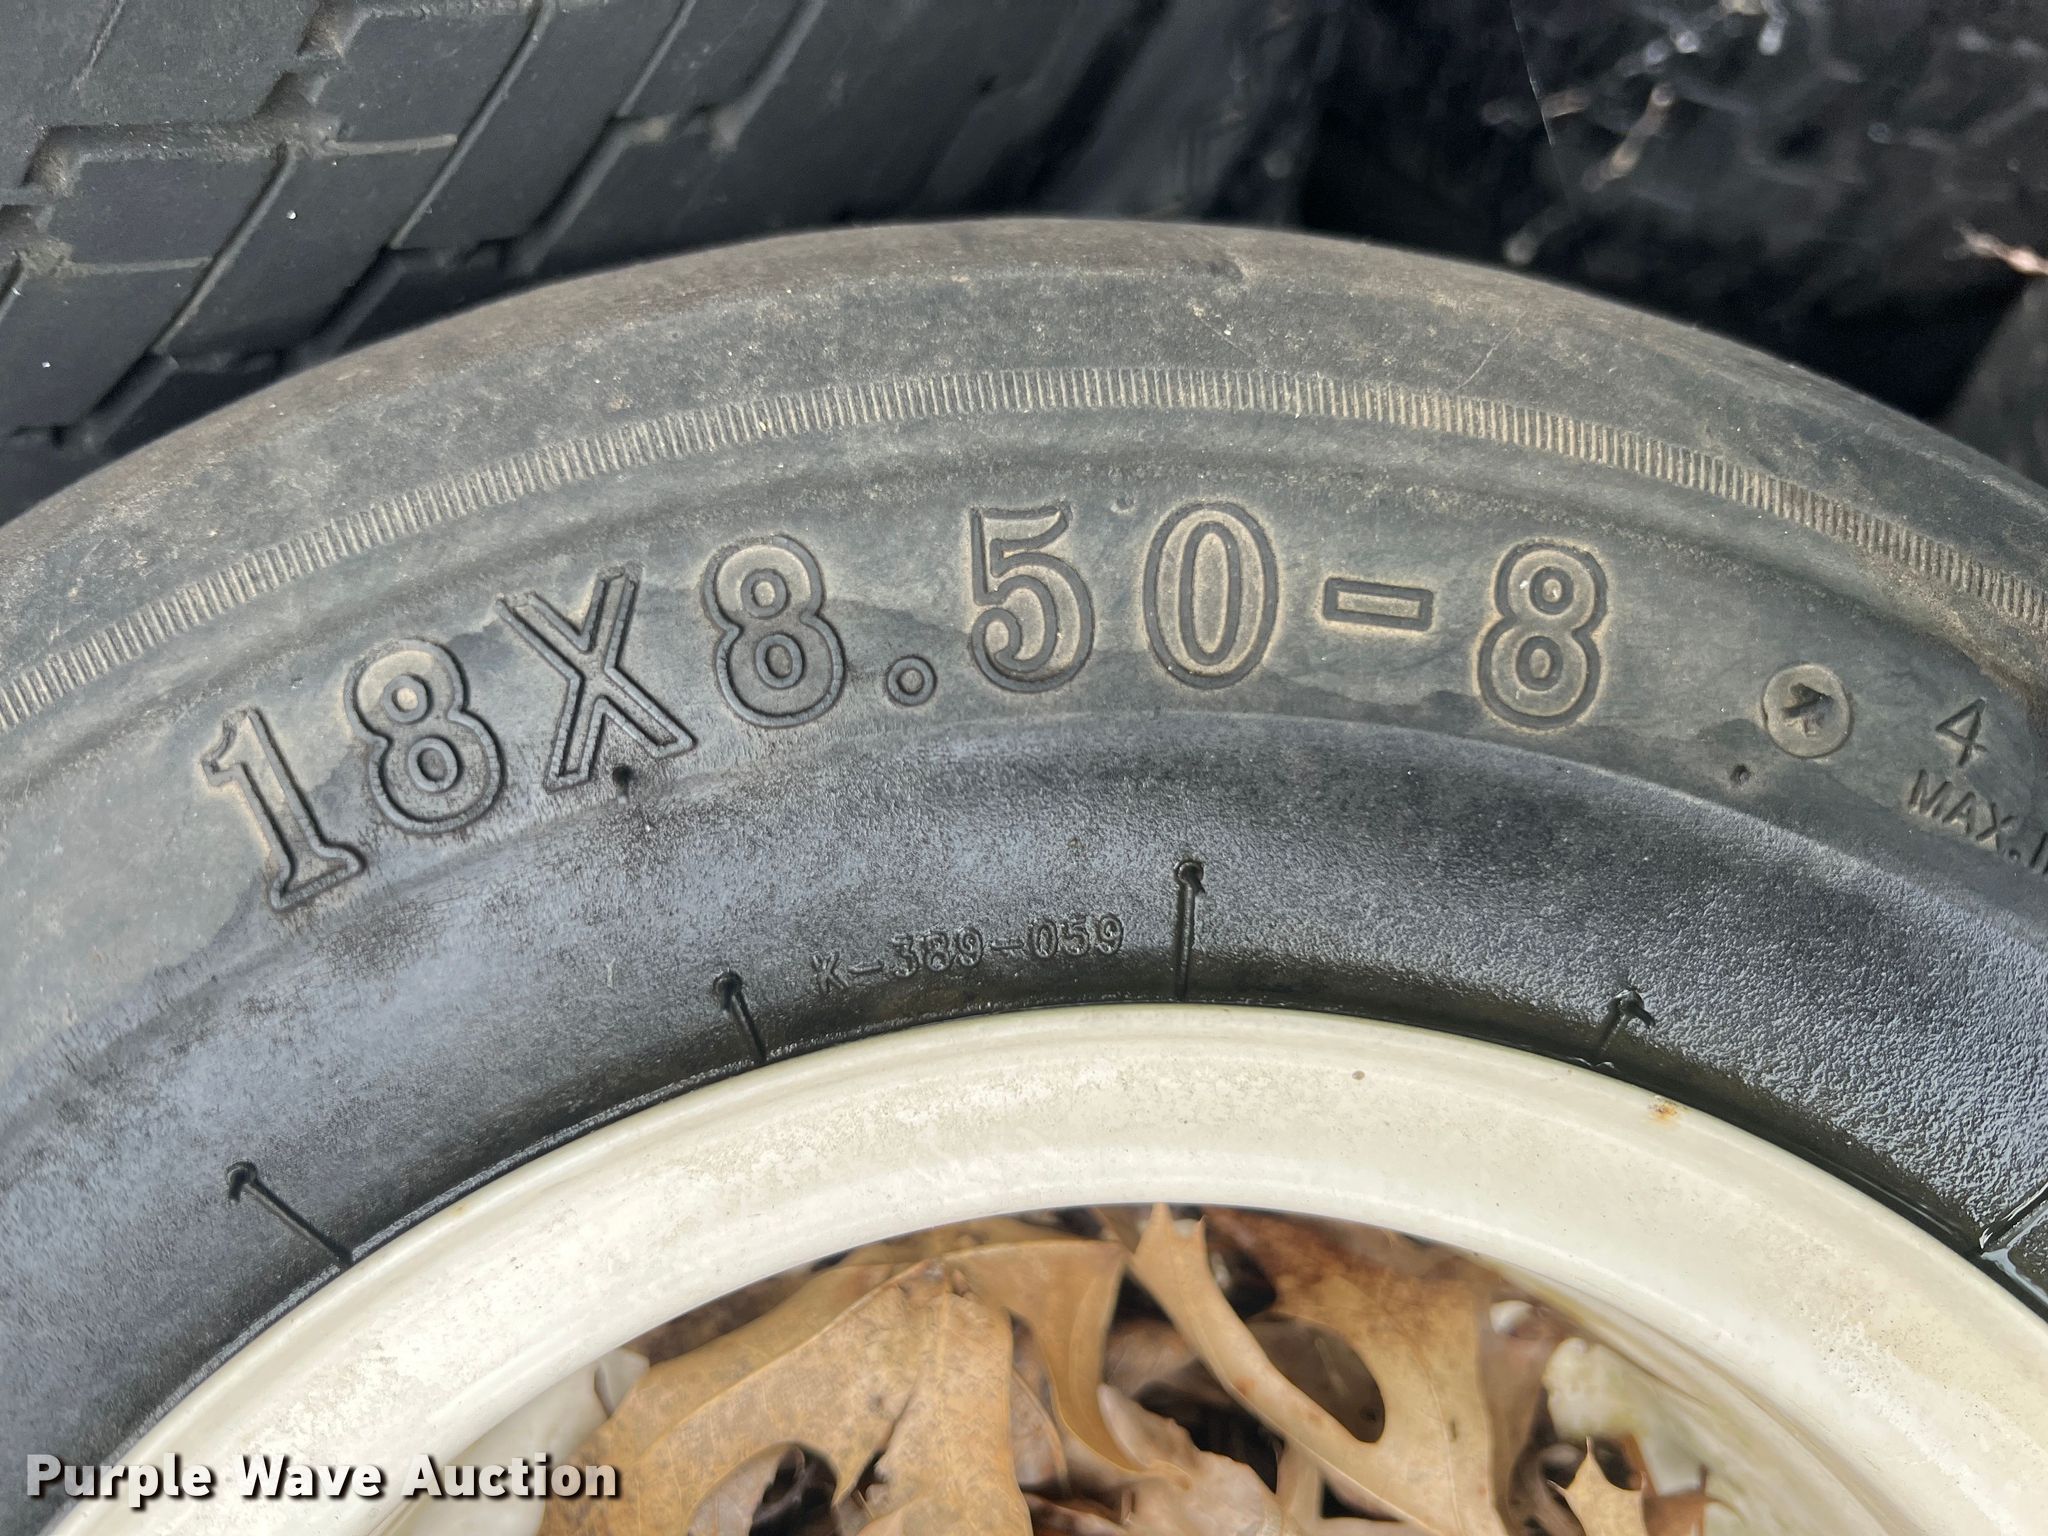 18X8.50-8
4
MAX.
K-389-059
Purple Wave Auction